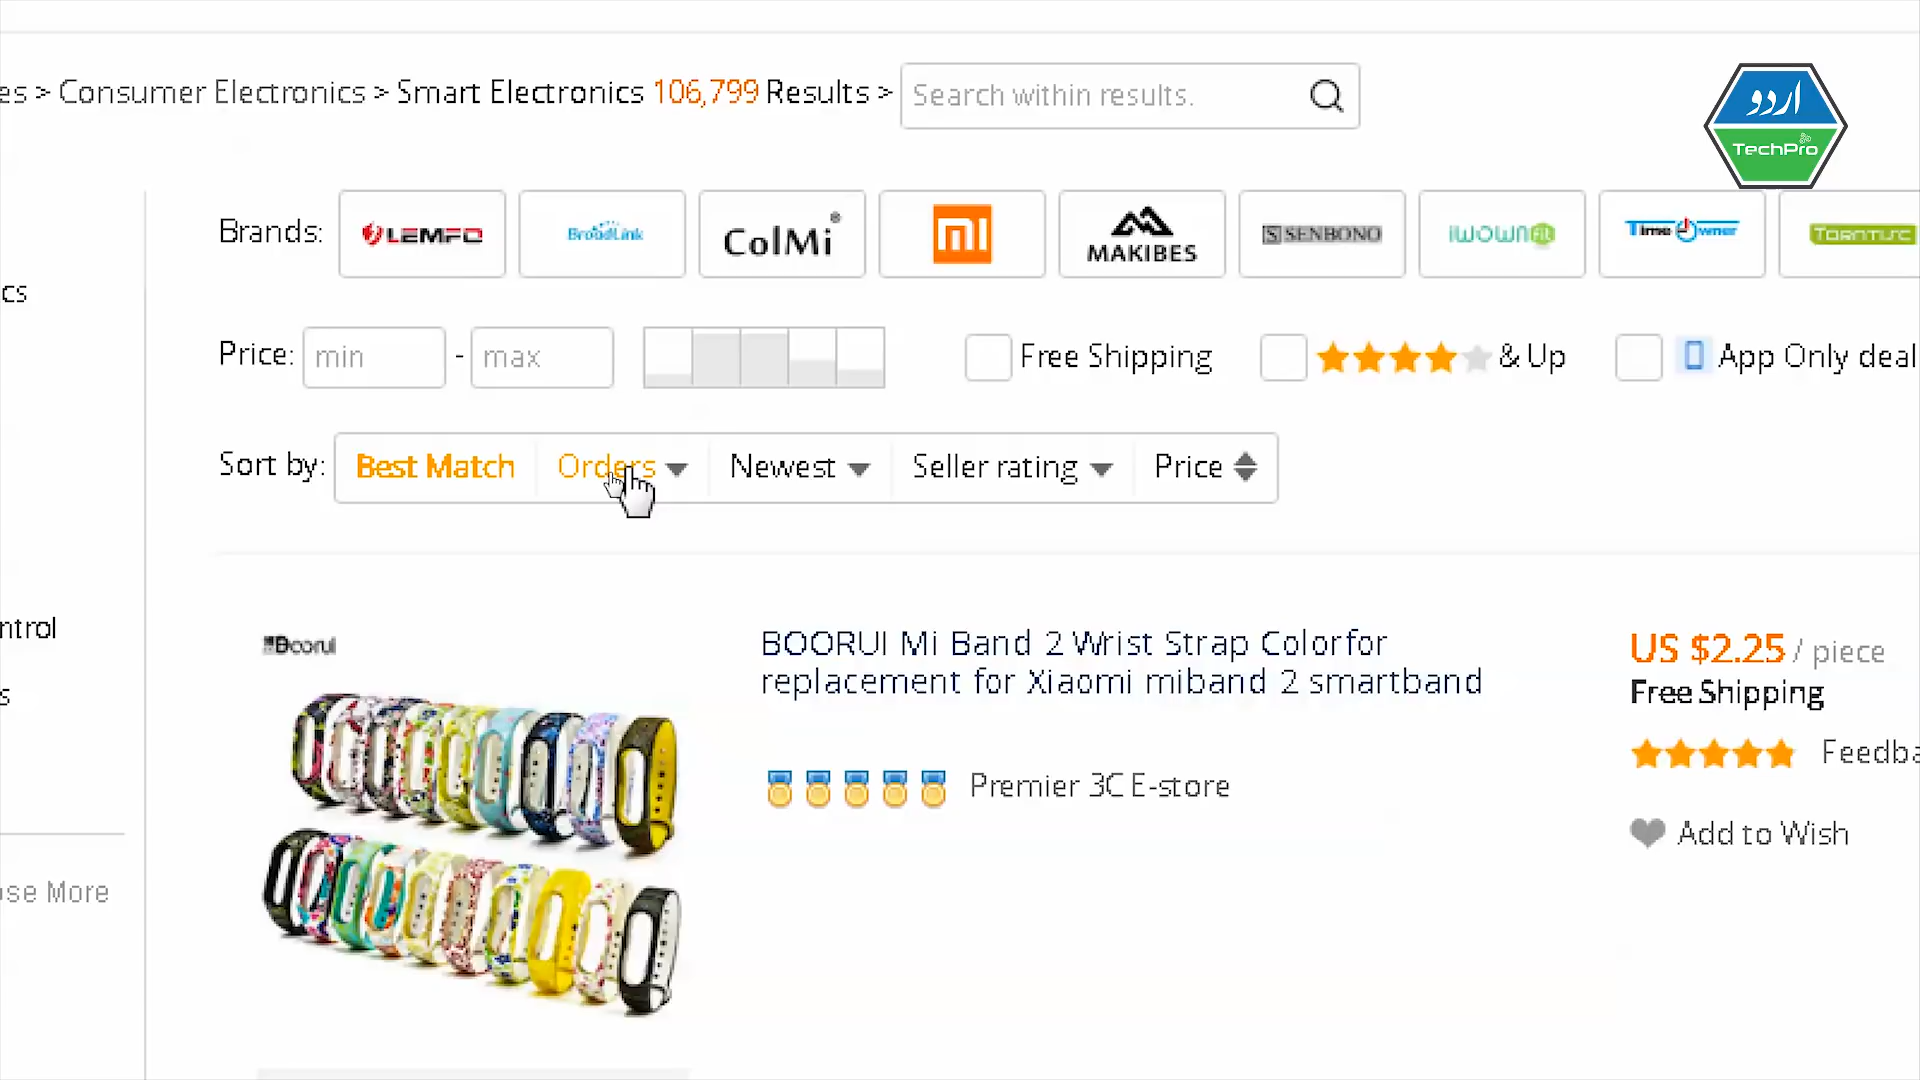 es > Consumer Electronics > Smart Electronics 106,799 Results >
Search within results.
اردو
TechPro
Brands:
LEMFO
BroadLink
ColMi
mi
MAKIBES
SENBONO
iwownfit
Time Owner
cs
Price:
min
-
max
Free Shipping
& Up
App Only deal
Sort by:
Best Match
Orders
Newest
Seller rating
Price
ntrol
s
ose More
Boorui
BOORUI Mi Band 2 Wrist Strap Colorfor
replacement for Xiaomi miband 2 smartband
Premier 3C E-store
US $2.25 / piece
Free Shipping
Feedba
Add to Wish